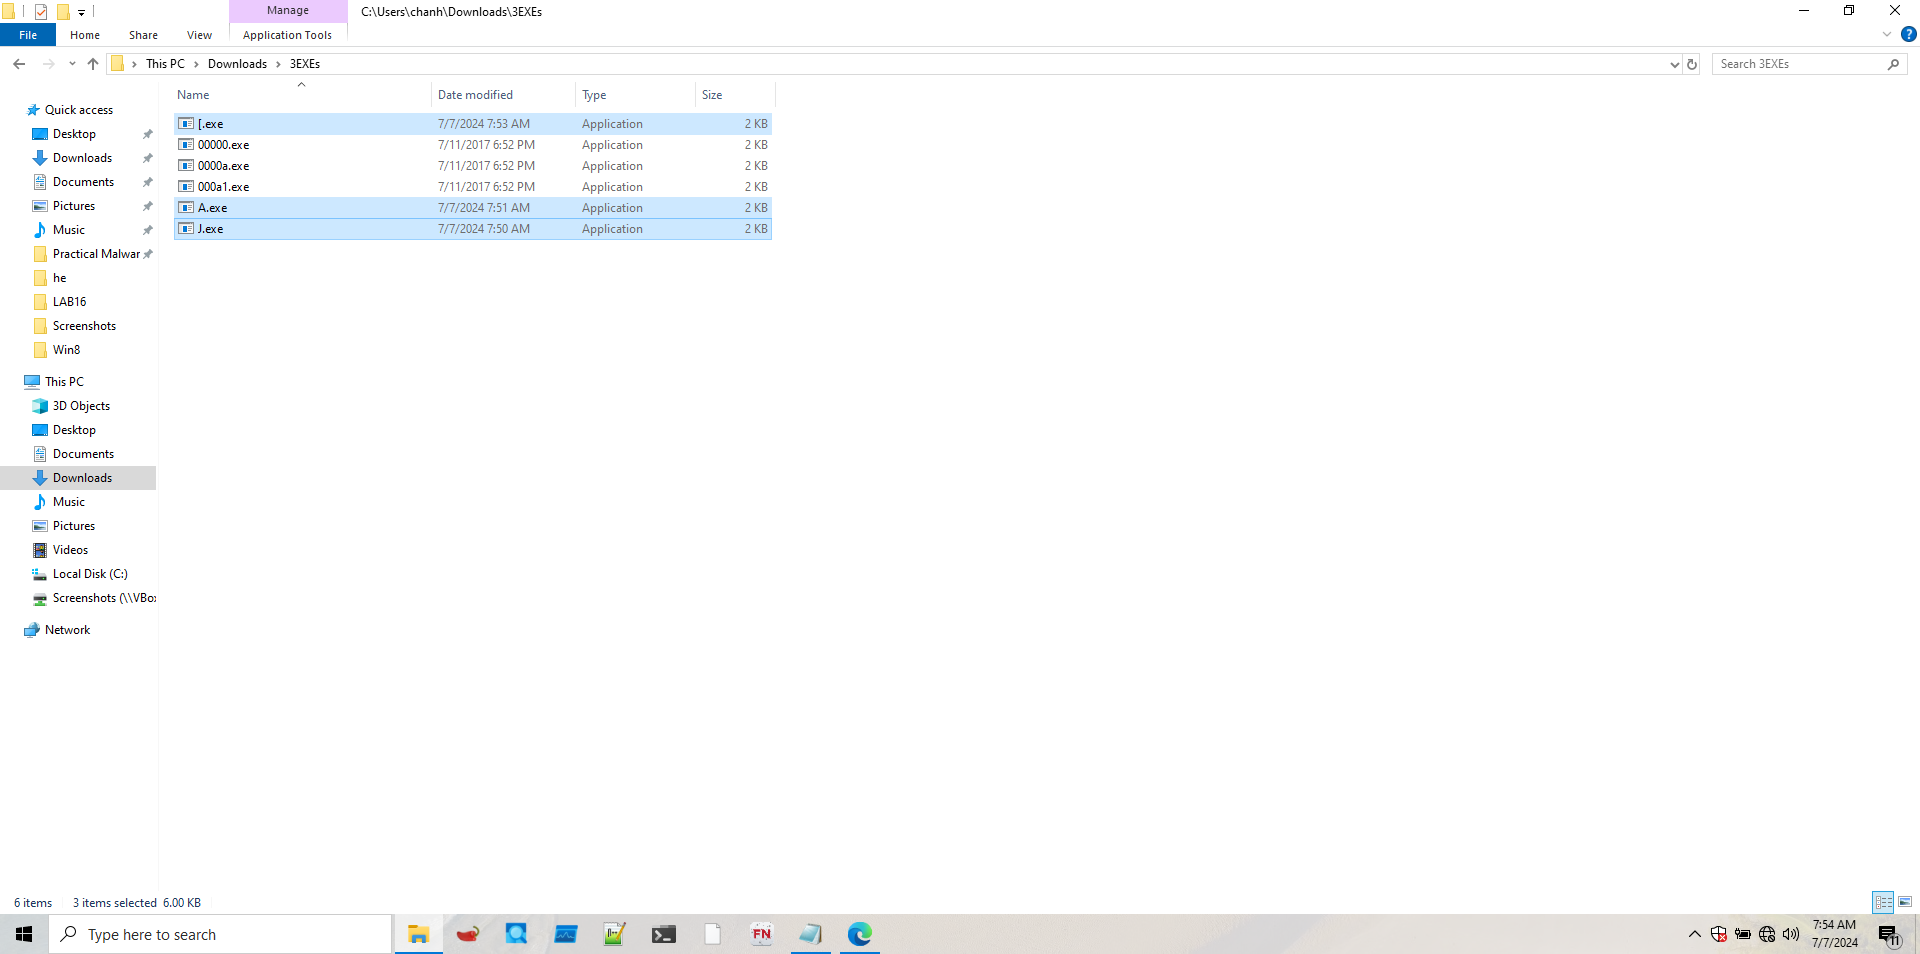 Manage
C:\Users\chanh\Downloads\3EXEs
File Home Share View Application Tools
This PC Downloads 3EXEs
Search 3EXEs
Name Date modified Type Size
[.exe 7/7/2024 7:53 AM Application 2 KB
00000.exe 7/11/2017 6:52 PM Application 2 KB
0000a.exe 7/11/2017 6:52 PM Application 2 KB
000a1.exe 7/11/2017 6:52 PM Application 2 KB
A.exe 7/7/2024 7:51 AM Application 2 KB
J.exe 7/7/2024 7:50 AM Application 2 KB
Quick access
Desktop
Downloads
Documents
Pictures
Music
Practical Malwar
he
LAB16
Screenshots
Win8
This PC
3D Objects
Desktop
Documents
Downloads
Music
Pictures
Videos
Local Disk (C:)
Screenshots (\\VBo
Network
6 items 3 items selected 6.00 KB
Type here to search
FN
7:54 AM
7/7/2024
11